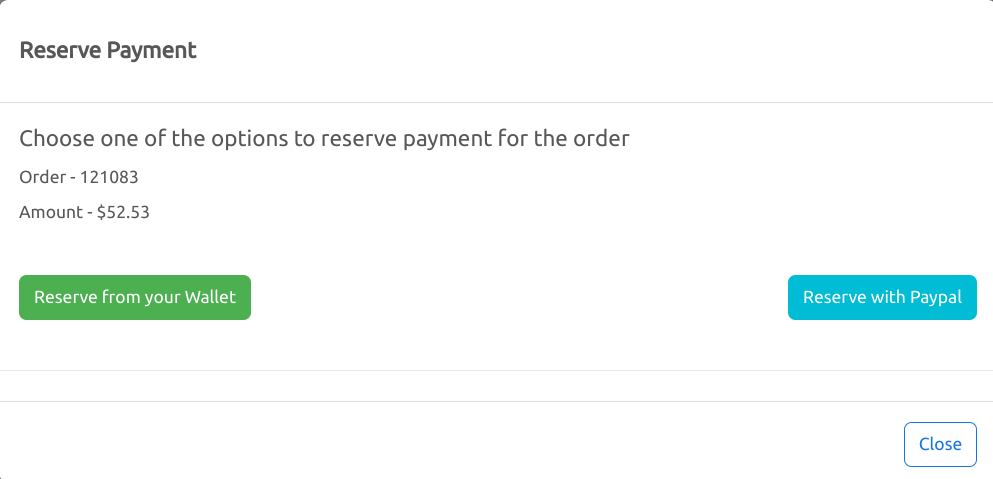 Reserve Payment
Choose one of the options to reserve payment for the order
Order - 121083
Amount - $52.53
Reserve from your Wallet
Reserve with Paypal
Close